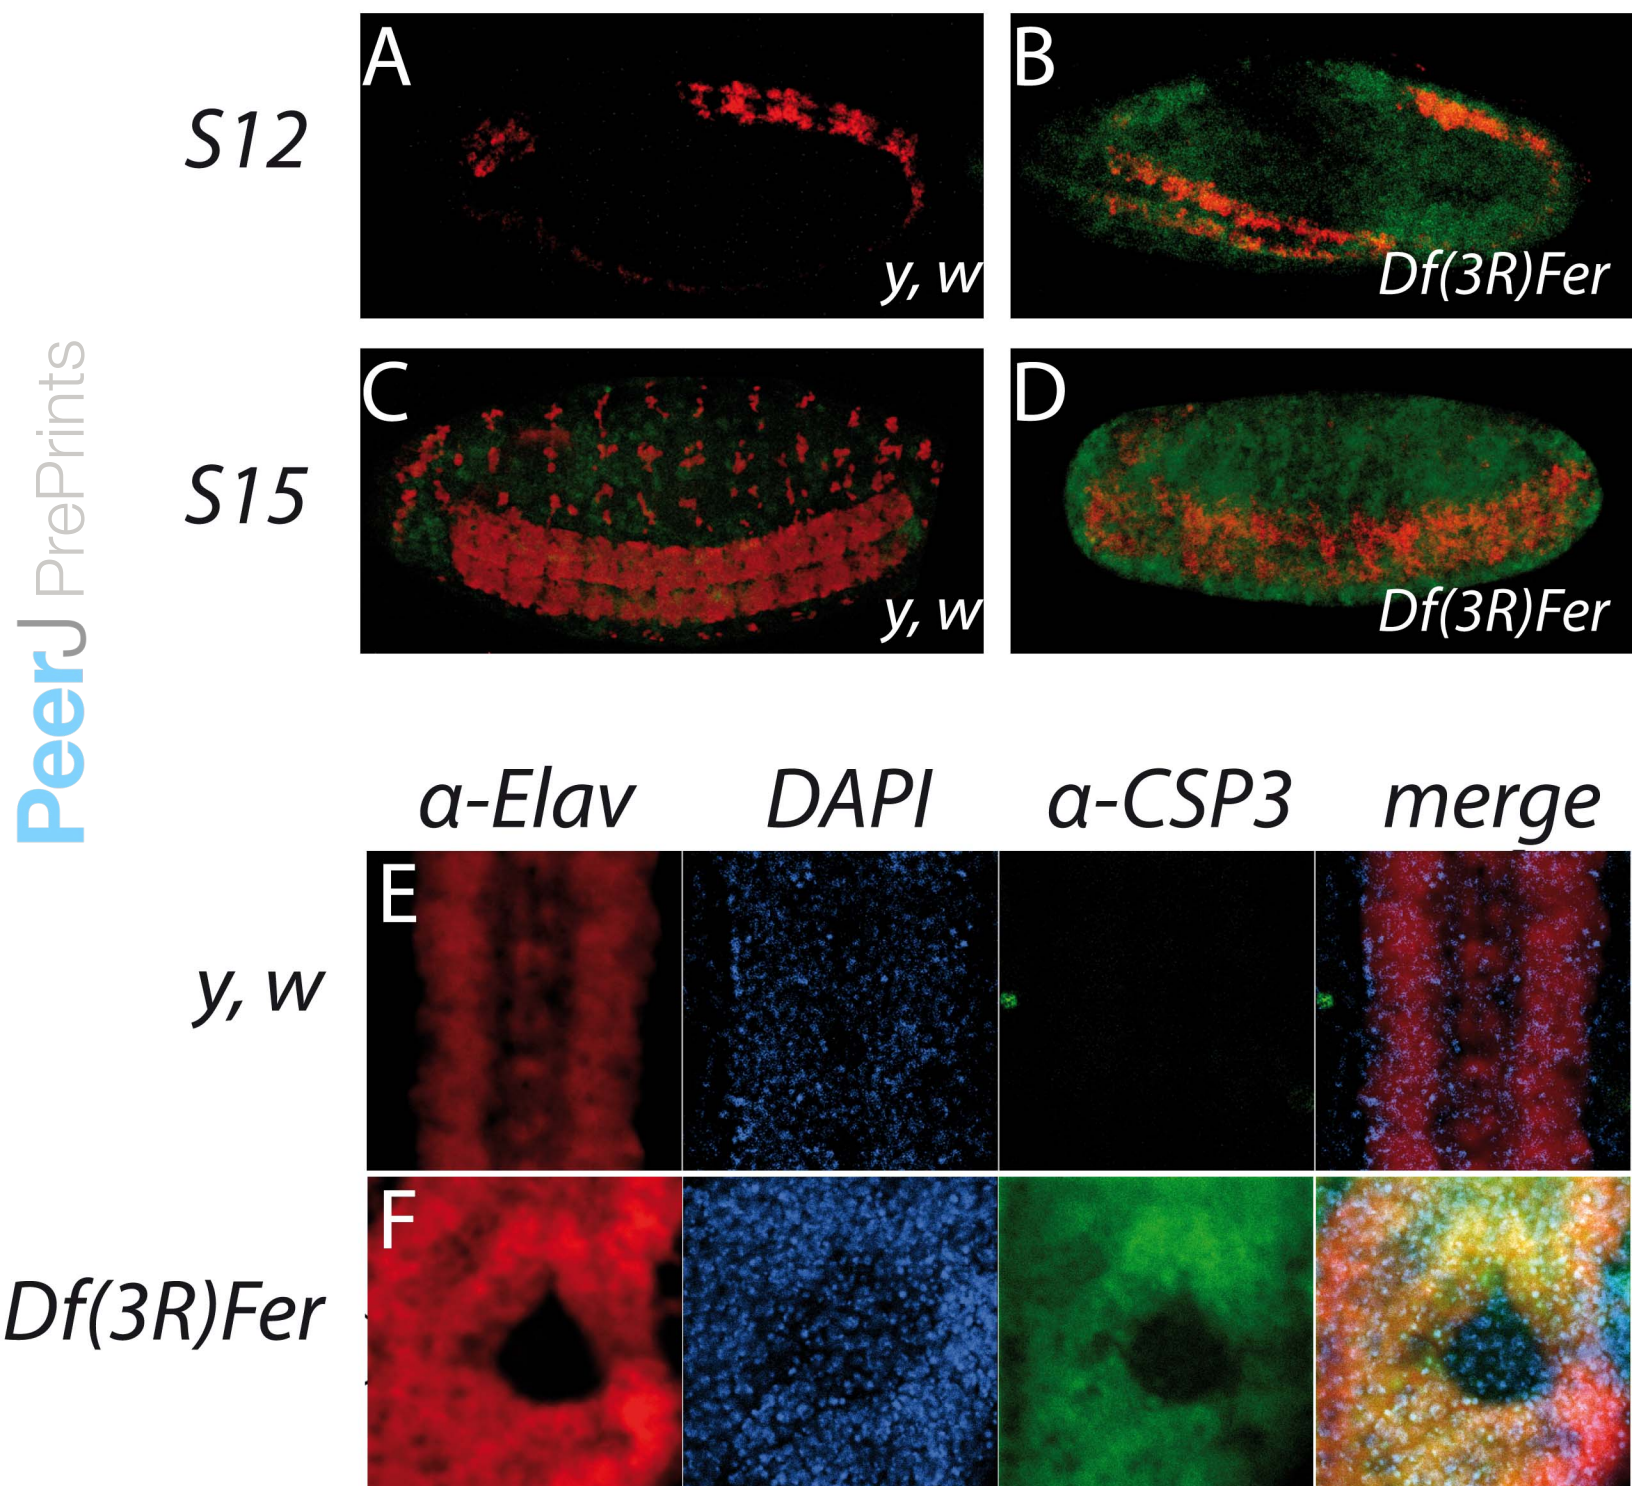 PeerJ PrePrints
S12
A
y, w
B
Df(3R)Fer
S15
C
y, w
D
Df(3R)Fer
α-Elav
DAPI
α-CSP3
merge
y, w
E
Df(3R)Fer
F